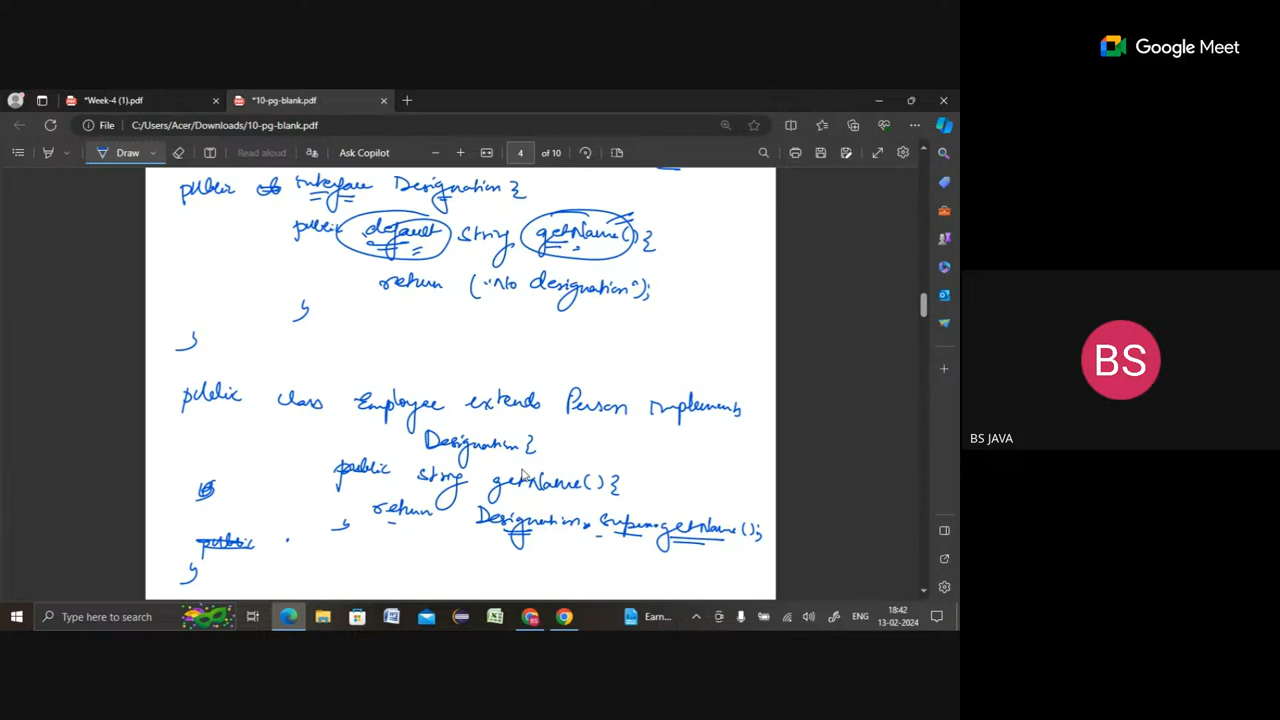 Google Meet
*Week-4 (1).pdf
*10-pg-blank.pdf
File
C:/Users/Acer/Downloads/10-pg-blank.pdf
Draw
Read aloud
Ask Copilot
4
of 10
public interface Designation {
public default String getName() {
return ("No designation");
}
}
public class Employee extends Person implements
Designation {
public String getName() {
return Designation.super.getName();
}
public
}
BS
BS JAVA
Type here to search
Earn...
ENG
18:42
13-02-2024